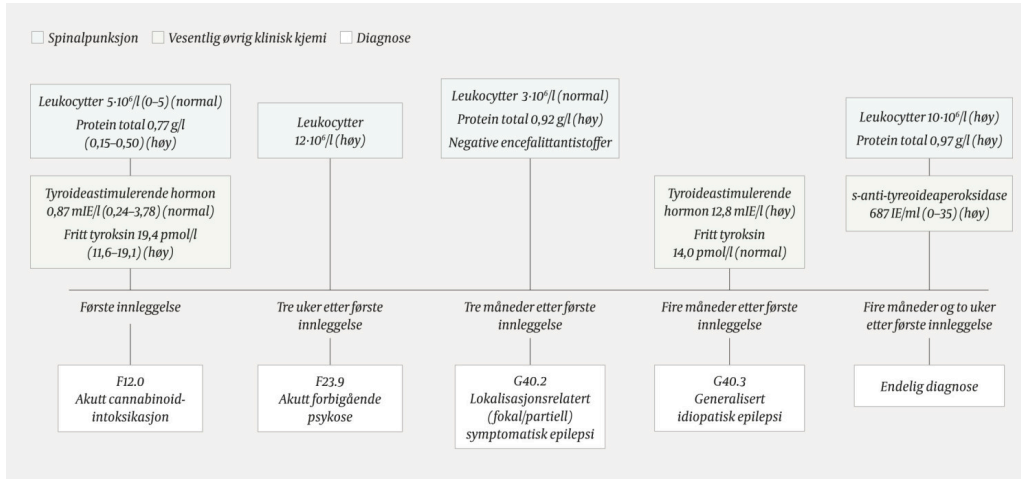 Spinalpunksjon Vesentlig øvrig klinisk kjemi Diagnose
Leukocytter 5·10⁶/l (0–5) (normal)
Protein total 0,77 g/l
(0,15–0,50) (høy)
Leukocytter
12·10⁶/l (høy)
Leukocytter 3·10⁶/l (normal)
Protein total 0,92 g/l (høy)
Negative encefalittantistoffer
Leukocytter 10·10⁶/l (høy)
Protein total 0,97 g/l (høy)
Tyroideastimulerende hormon
0,87 mIE/l (0,24–3,78) (normal)
Fritt tyroksin 19,4 pmol/l
(11,6–19,1) (høy)
Tyroideastimulerende
hormon 12,8 mIE/l (høy)
Fritt tyroksin
14,0 pmol/l (normal)
s-anti-tyreoideaperoksidase
687 IE/ml (0–35) (høy)
Første innleggelse
Tre uker etter første
innleggelse
Tre måneder etter første
innleggelse
Fire måneder etter første
innleggelse
Fire måneder og to uker
etter første innleggelse
F12.0
Akutt cannabinoid-
intoksikasjon
F23.9
Akutt forbigående
psykose
G40.2
Lokalisasjonsrelatert
(fokal/partiell)
symptomatisk epilepsi
G40.3
Generalisert
idiopatisk epilepsi
Endelig diagnose